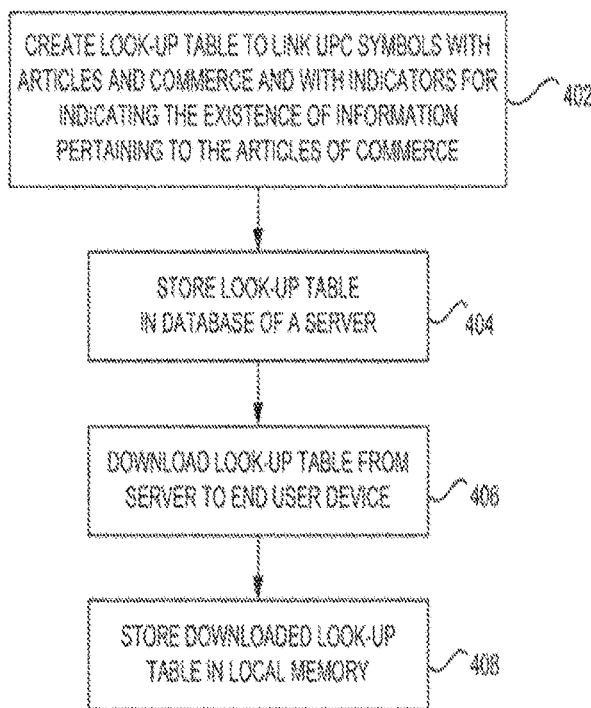 CREATE LOOK-UP TABLE TO LINK UPC SYMBOLS WITH
ARTICLES AND COMMERCE AND WITH INDICATORS FOR
INDICATING THE EXISTENCE OF INFORMATION
PERTAINING TO THE ARTICLES OF COMMERCE
402
STORE LOOK-UP TABLE
IN DATABASE OF A SERVER
404
DOWNLOAD LOOK-UP TABLE FROM
SERVER TO END USER DEVICE
406
STORE DOWNLOADED LOOK-UP
TABLE IN LOCAL MEMORY
408